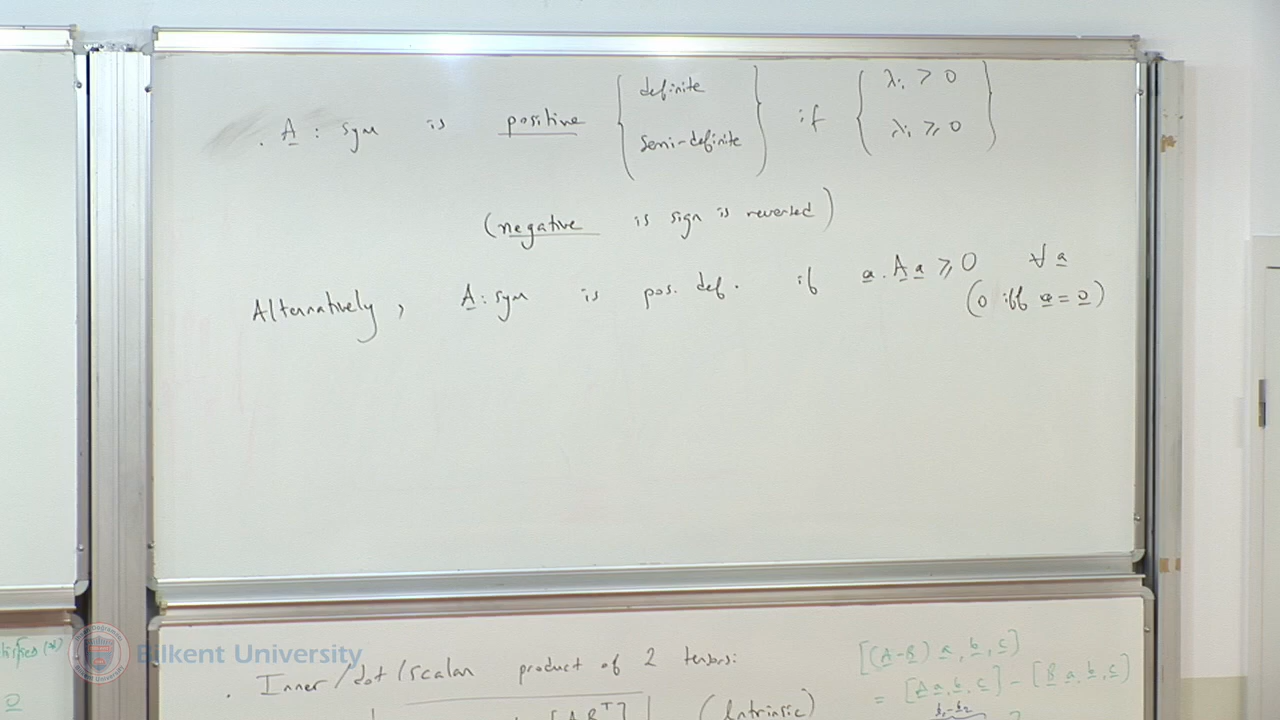 . A : sym is positive { definite semi-definite } if { λi > 0 λi ⩾ 0 }
(negative is sign is reversed)
Alternatively, A : sym is pos. def. if a . A a ⩾ 0 ∀ a
(0 iff a = 0)
. Inner/dot/scalar product of 2 tensors:
(Intrinsic)
[(A-B) a, b, c]
= [A a, b, c] - [B a, b, c]
0
Bilkent University